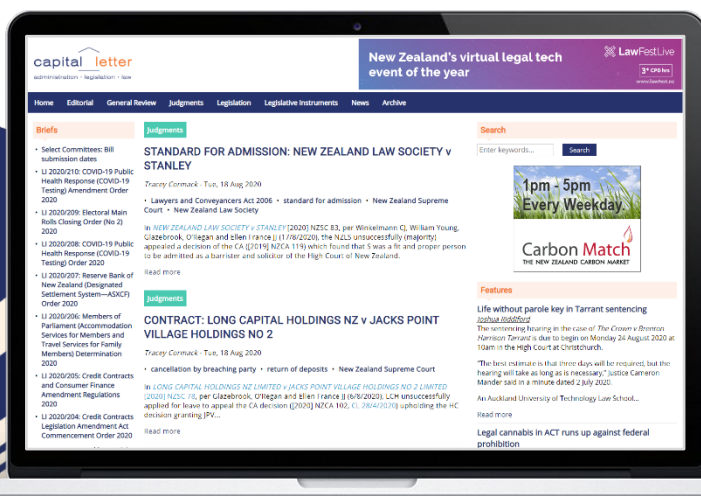 capital letter
administration • legislation • law
New Zealand's virtual legal tech
event of the year
LawFestLive
3* CPD hrs
www.lawfest.nz
Home Editorial General Review Judgments Legislation Legislative Instruments News Archive
Briefs
• Select Committees: Bill
submission dates
• LI 2020/210: COVID-19 Public
Health Response (COVID-19
Testing) Amendment Order
2020
• LI 2020/209: Electoral Main
Rolls Closing Order (No 2)
2020
• LI 2020/208: COVID-19 Public
Health Response (COVID-19
Testing) Order 2020
• LI 2020/207: Reserve Bank of
New Zealand (Designated
Settlement System—ASXCF)
Order 2020
• LI 2020/206: Members of
Parliament (Accommodation
Services for Members and
Travel Services for Family
Members) Determination
2020
• LI 2020/205: Credit Contracts
and Consumer Finance
Amendment Regulations
2020
• LI 2020/204: Credit Contracts
Legislation Amendment Act
Commencement Order 2020
Judgments
STANDARD FOR ADMISSION: NEW ZEALAND LAW SOCIETY v
STANLEY
Tracey Cormack - Tue, 18 Aug 2020
• Lawyers and Conveyancers Act 2006 • standard for admission • New Zealand Supreme
Court • New Zealand Law Society
In NEW ZEALAND LAW SOCIETY v STANLEY [2020] NZSC 83, per Winkelmann CJ, William Young,
Glazebrook, O'Regan and Ellen France JJ (17/8/2020), the NZLS unsuccessfully (majority)
appealed a decision of the CA ([2019] NZCA 119) which found that S was a fit and proper person
to be admitted as a barrister and solicitor of the High Court of New Zealand.
Read more
Judgments
CONTRACT: LONG CAPITAL HOLDINGS NZ v JACKS POINT
VILLAGE HOLDINGS NO 2
Tracey Cormack - Tue, 18 Aug 2020
• cancellation by breaching party • return of deposits • New Zealand Supreme Court
In LONG CAPITAL HOLDINGS NZ LIMITED v JACKS POINT VILLAGE HOLDINGS NO 2 LIMITED
[2020] NZSC 78, per Glazebrook, O'Regan and Ellen France JJ (6/8/2020), LCH unsuccessfully
applied for leave to appeal the CA decision ([2020] NZCA 102, CL 28/4/2020) upholding the HC
decision granting JPV...
Read more
Search
Enter keywords... Search
1pm - 5pm
Every Weekday.
Carbon Match
THE NEW ZEALAND CARBON MARKET
Features
Life without parole key in Tarrant sentencing
Joshua Riddiford
The sentencing hearing in the case of The Crown v Brenton
Harrison Tarrant is due to begin on Monday 24 August 2020 at
10am in the High Court at Christchurch.
"The best estimate is that three days will be required, but the
hearing will take as long as is necessary," Justice Cameron
Mander said in a minute dated 2 July 2020.
An Auckland University of Technology Law School...
Read more
Legal cannabis in ACT runs up against federal
prohibition